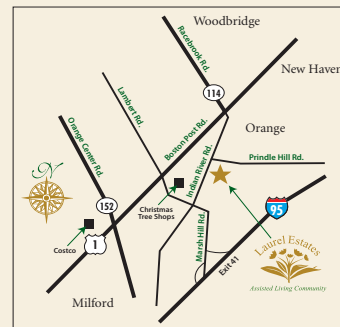 Woodbridge
Racebrook Rd.
New Haven
114
Lambert Rd.
Boston Post Rd.
Orange
Orange Center Rd.
Indian River Rd.
Prindle Hill Rd.
N
Christmas
Tree Shops
152
95
Marsh Hill Rd.
Costco
1
Exit 41
Laurel Estates
Assisted Living Community
Milford